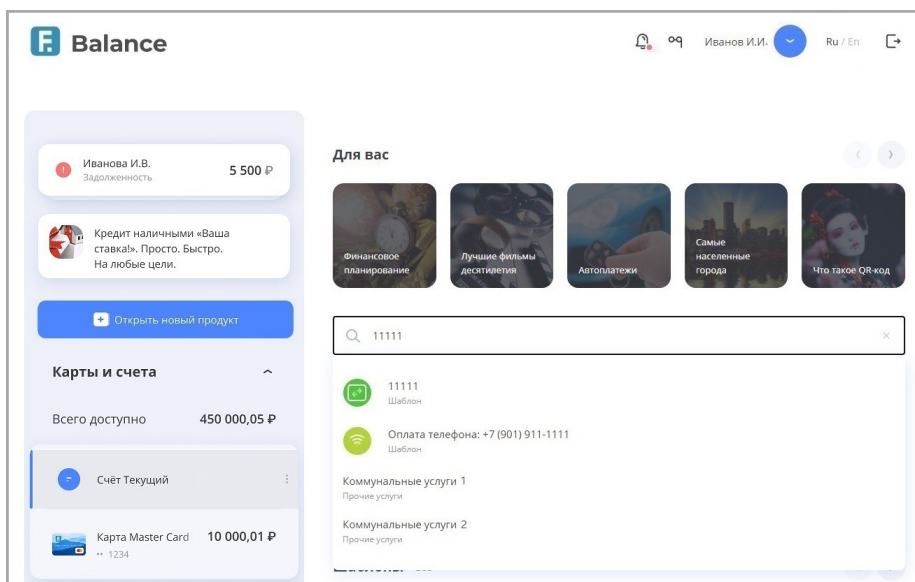 F. Balance
Иванов И.И.
Ru / En
Иванова И.В.
Задолженность
5 500 ₽
Кредит наличными «Ваша
ставка!». Просто. Быстро.
На любые цели.
Открыть новый продукт
Карты и счета
Всего доступно
450 000,05 ₽
Счёт Текущий
Карта Master Card
10 000,01 ₽
•• 1234
Для вас
Финансовое
планирование
Лучшие фильмы
десятилетия
Автоплатежи
Самые
населенные
города
Что такое QR-код
11111
11111
Шаблон
Оплата телефона: +7 (901) 911-1111
Шаблон
Коммунальные услуги 1
Прочие услуги
Коммунальные услуги 2
Прочие услуги